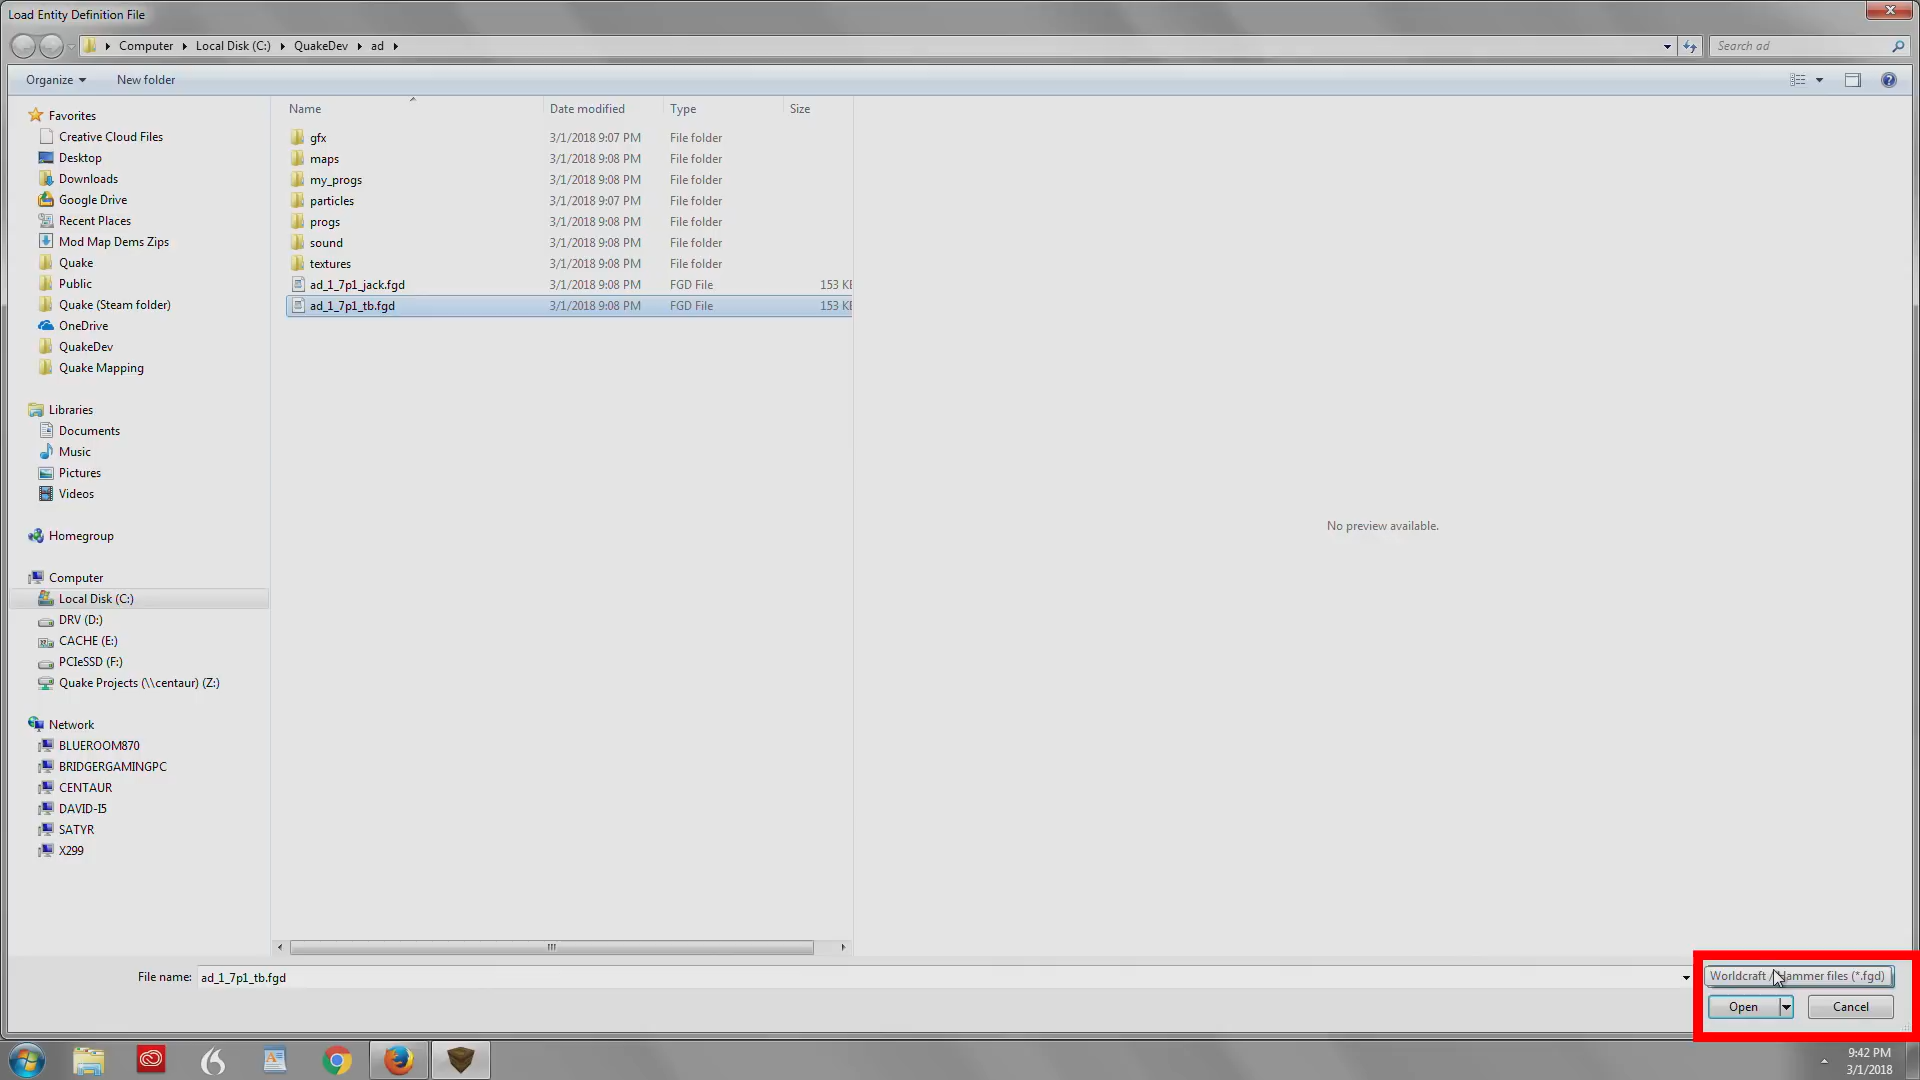 Load Entity Definition File
Computer Local Disk (C:) QuakeDev ad
Search ad
Organize New folder
Name Date modified Type Size
gfx 3/1/2018 9:07 PM File folder
maps 3/1/2018 9:08 PM File folder
my_progs 3/1/2018 9:08 PM File folder
particles 3/1/2018 9:07 PM File folder
progs 3/1/2018 9:08 PM File folder
sound 3/1/2018 9:08 PM File folder
textures 3/1/2018 9:08 PM File folder
ad_1_7p1_jack.fgd 3/1/2018 9:08 PM FGD File 153 KB
ad_1_7p1_tb.fgd 3/1/2018 9:08 PM FGD File 153 KB
Favorites
Creative Cloud Files
Desktop
Downloads
Google Drive
Recent Places
Mod Map Dems Zips
Quake
Public
Quake (Steam folder)
OneDrive
QuakeDev
Quake Mapping
Libraries
Documents
Music
Pictures
Videos
Homegroup
Computer
Local Disk (C:)
DRV (D:)
CACHE (E:)
PCIeSSD (F:)
Quake Projects (\\centaur) (Z:)
Network
BLUEROOM870
BRIDGERGAMINGPC
CENTAUR
DAVID-I5
SATYR
X299
No preview available.
File name: ad_1_7p1_tb.fgd
Worldcraft / Hammer files (*.fgd)
Open Cancel
9:42 PM
3/1/2018